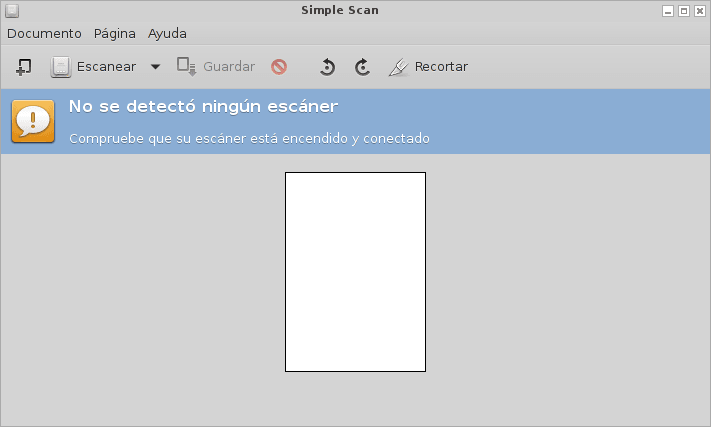 Simple Scan
Documento Página Ayuda
Escanear Guardar Recortar
No se detectó ningún escáner
Compruebe que su escáner está encendido y conectado